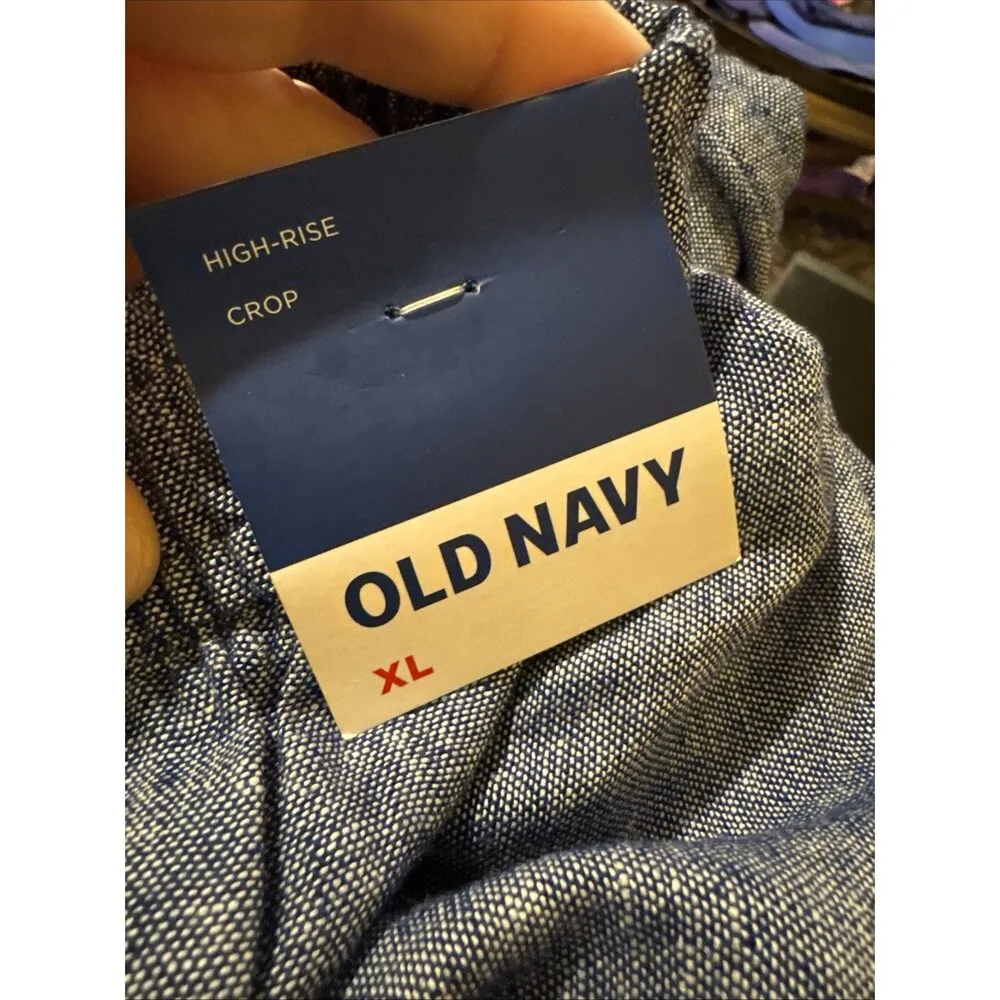 HIGH-RISE
CROP
OLD NAVY
XL